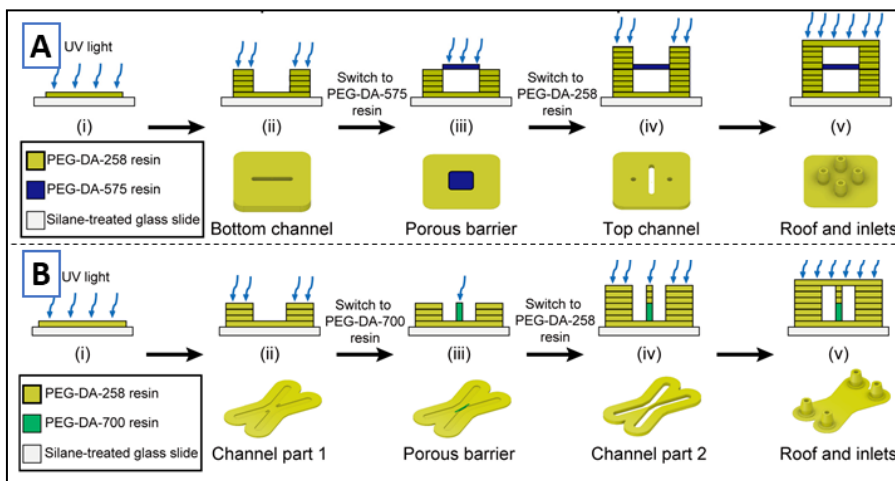 A
UV light
Switch to
PEG-DA-575
resin
Switch to
PEG-DA-258
resin
(i)
(ii)
(iii)
(iv)
(v)
PEG-DA-258 resin
PEG-DA-575 resin
Silane-treated glass slide
Bottom channel
Porous barrier
Top channel
Roof and inlets
B
UV light
Switch to
PEG-DA-700
resin
Switch to
PEG-DA-258
resin
(i)
(ii)
(iii)
(iv)
(v)
PEG-DA-258 resin
PEG-DA-700 resin
Silane-treated glass slide
Channel part 1
Porous barrier
Channel part 2
Roof and inlets